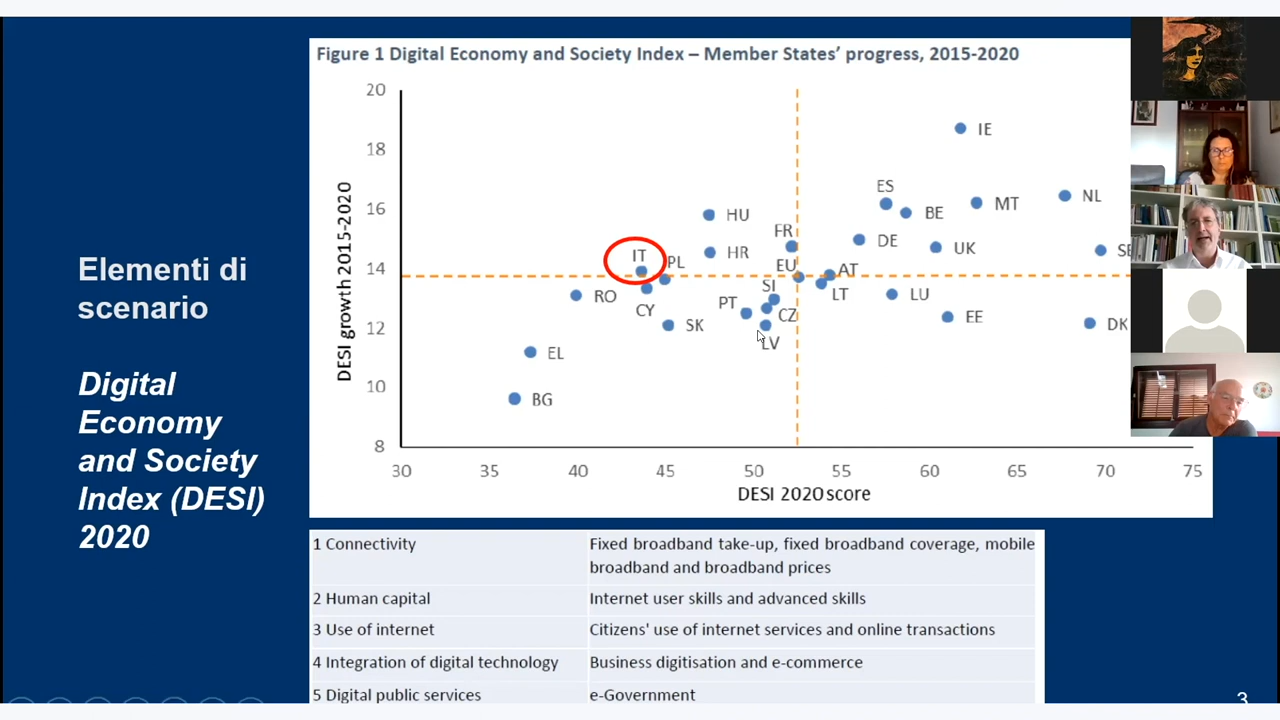 Elementi di
scenario
Digital
Economy
and Society
Index (DESI)
2020
Figure 1 Digital Economy and Society Index – Member States' progress, 2015-2020
DESI growth 2015-2020
20
18
16
14
12
10
8
IE
ES
BE
MT
NL
HU
FR
DE
UK
HR
IT
PL
EU
AT
RO
CY
SI
LT
LU
PT
CZ
SK
EE
DK
LV
EL
BG
30
35
40
45
50
55
60
65
70
75
DESI 2020 score
1 Connectivity
Fixed broadband take-up, fixed broadband coverage, mobile
broadband and broadband prices
2 Human capital
Internet user skills and advanced skills
3 Use of internet
Citizens' use of internet services and online transactions
4 Integration of digital technology
Business digitisation and e-commerce
5 Digital public services
e-Government
3